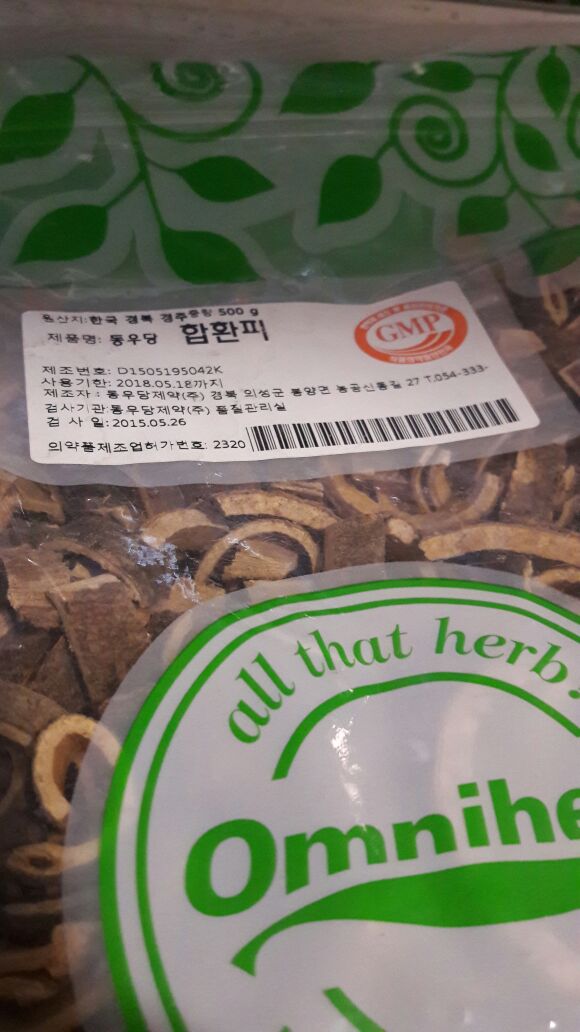 원산지:한국 경북 경주중량 500 g
제품명: 동우당 합환피
GMP
제조번호: D1505195042K
사용기한: 2018.05.18까지
제조자 : 동우당제약(주) 경북 의성군 봉양면 농공신통길 27 T.054-333-
검사기관:동우당제약(주) 품질관리실
검 사 일:2015.05.26
의약품제조업허가번호: 2320
all that herb
Omnihe